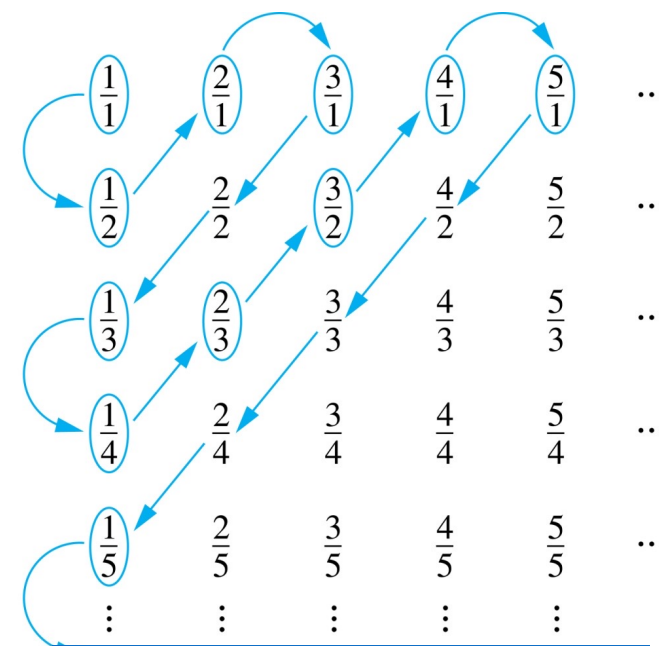 1/1 2/1 3/1 4/1 5/1 ..
1/2 2/2 3/2 4/2 5/2 ..
1/3 2/3 3/3 4/3 5/3 ..
1/4 2/4 3/4 4/4 5/4 ..
1/5 2/5 3/5 4/5 5/5 ..
⋮ ⋮ ⋮ ⋮ ⋮